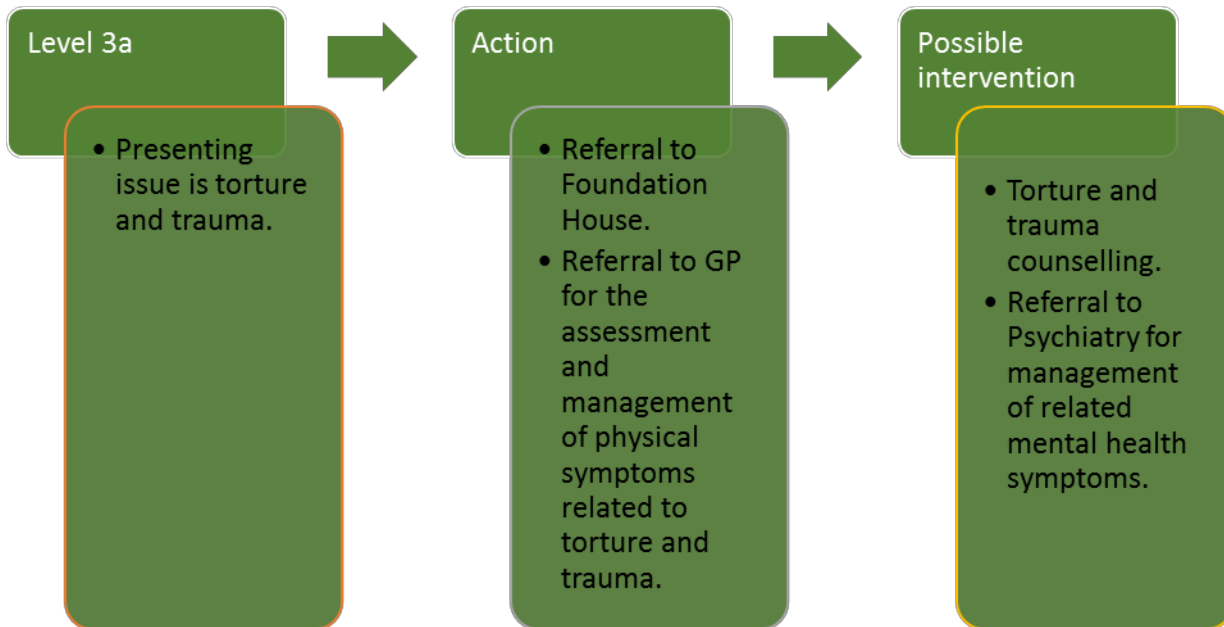 Level 3a
• Presenting
issue is torture
and trauma.
Action
• Referral to
Foundation
House.
• Referral to GP
for the
assessment
and
management
of physical
symptoms
related to
torture and
trauma.
Possible
intervention
• Torture and
trauma
counselling.
• Referral to
Psychiatry for
management
of related
mental health
symptoms.